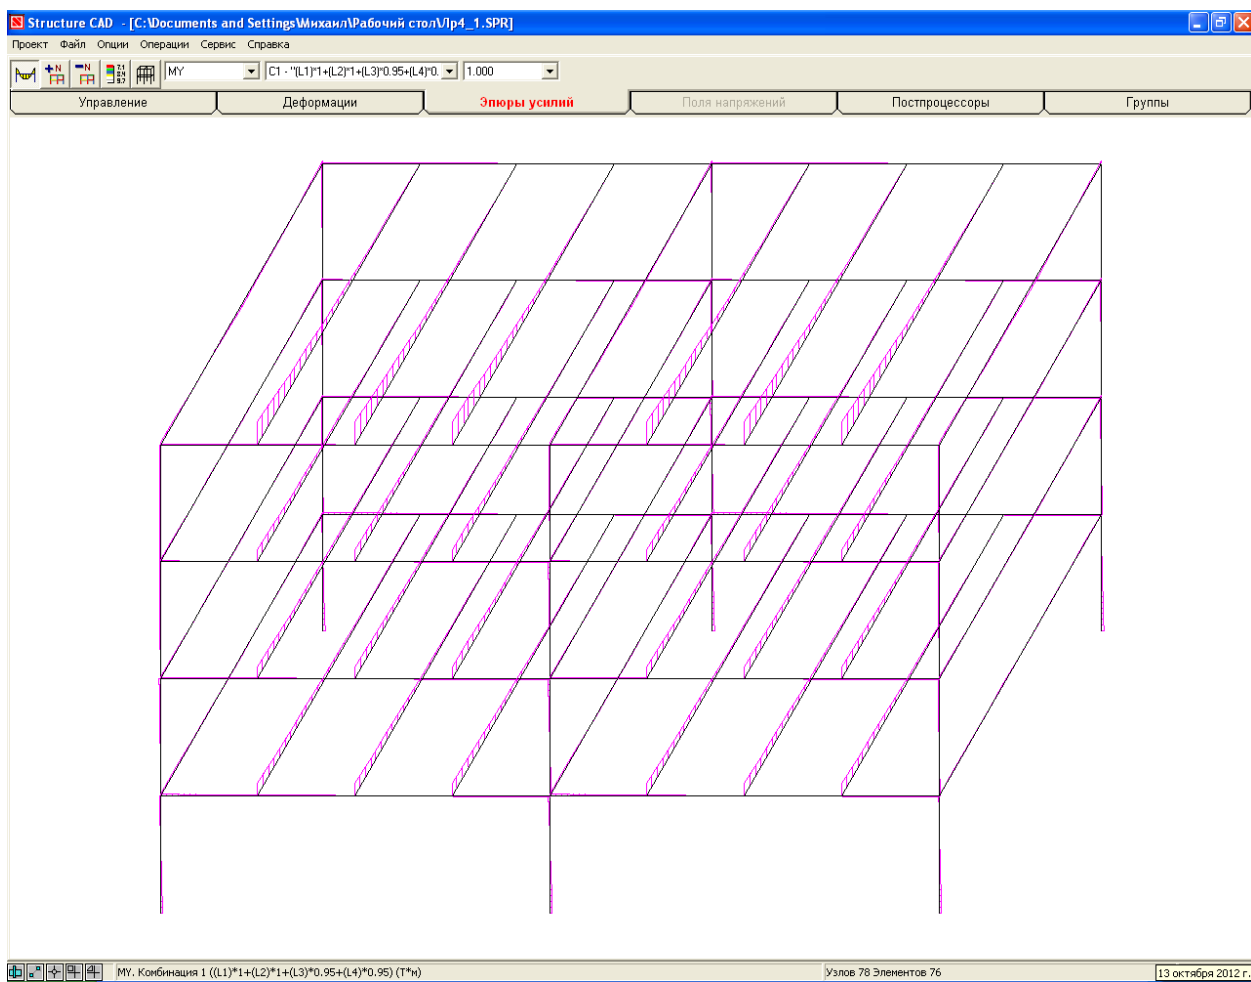 Structure CAD - [C:\Documents and Settings\Михаил\Рабочий стол\Лр4_1.SPR]
Проект Файл Опции Операции Сервис Справка
MY C1 - "(L1)*1+(L2)*1+(L3)*0.95+(L4)*0. 1.000
Управление Деформации Эпюры усилий Поля напряжений Постпроцессоры Группы
MY. Комбинация 1 ((L1)*1+(L2)*1+(L3)*0.95+(L4)*0.95) (Т*м) Узлов 78 Элементов 76 13 октября 2012 г.